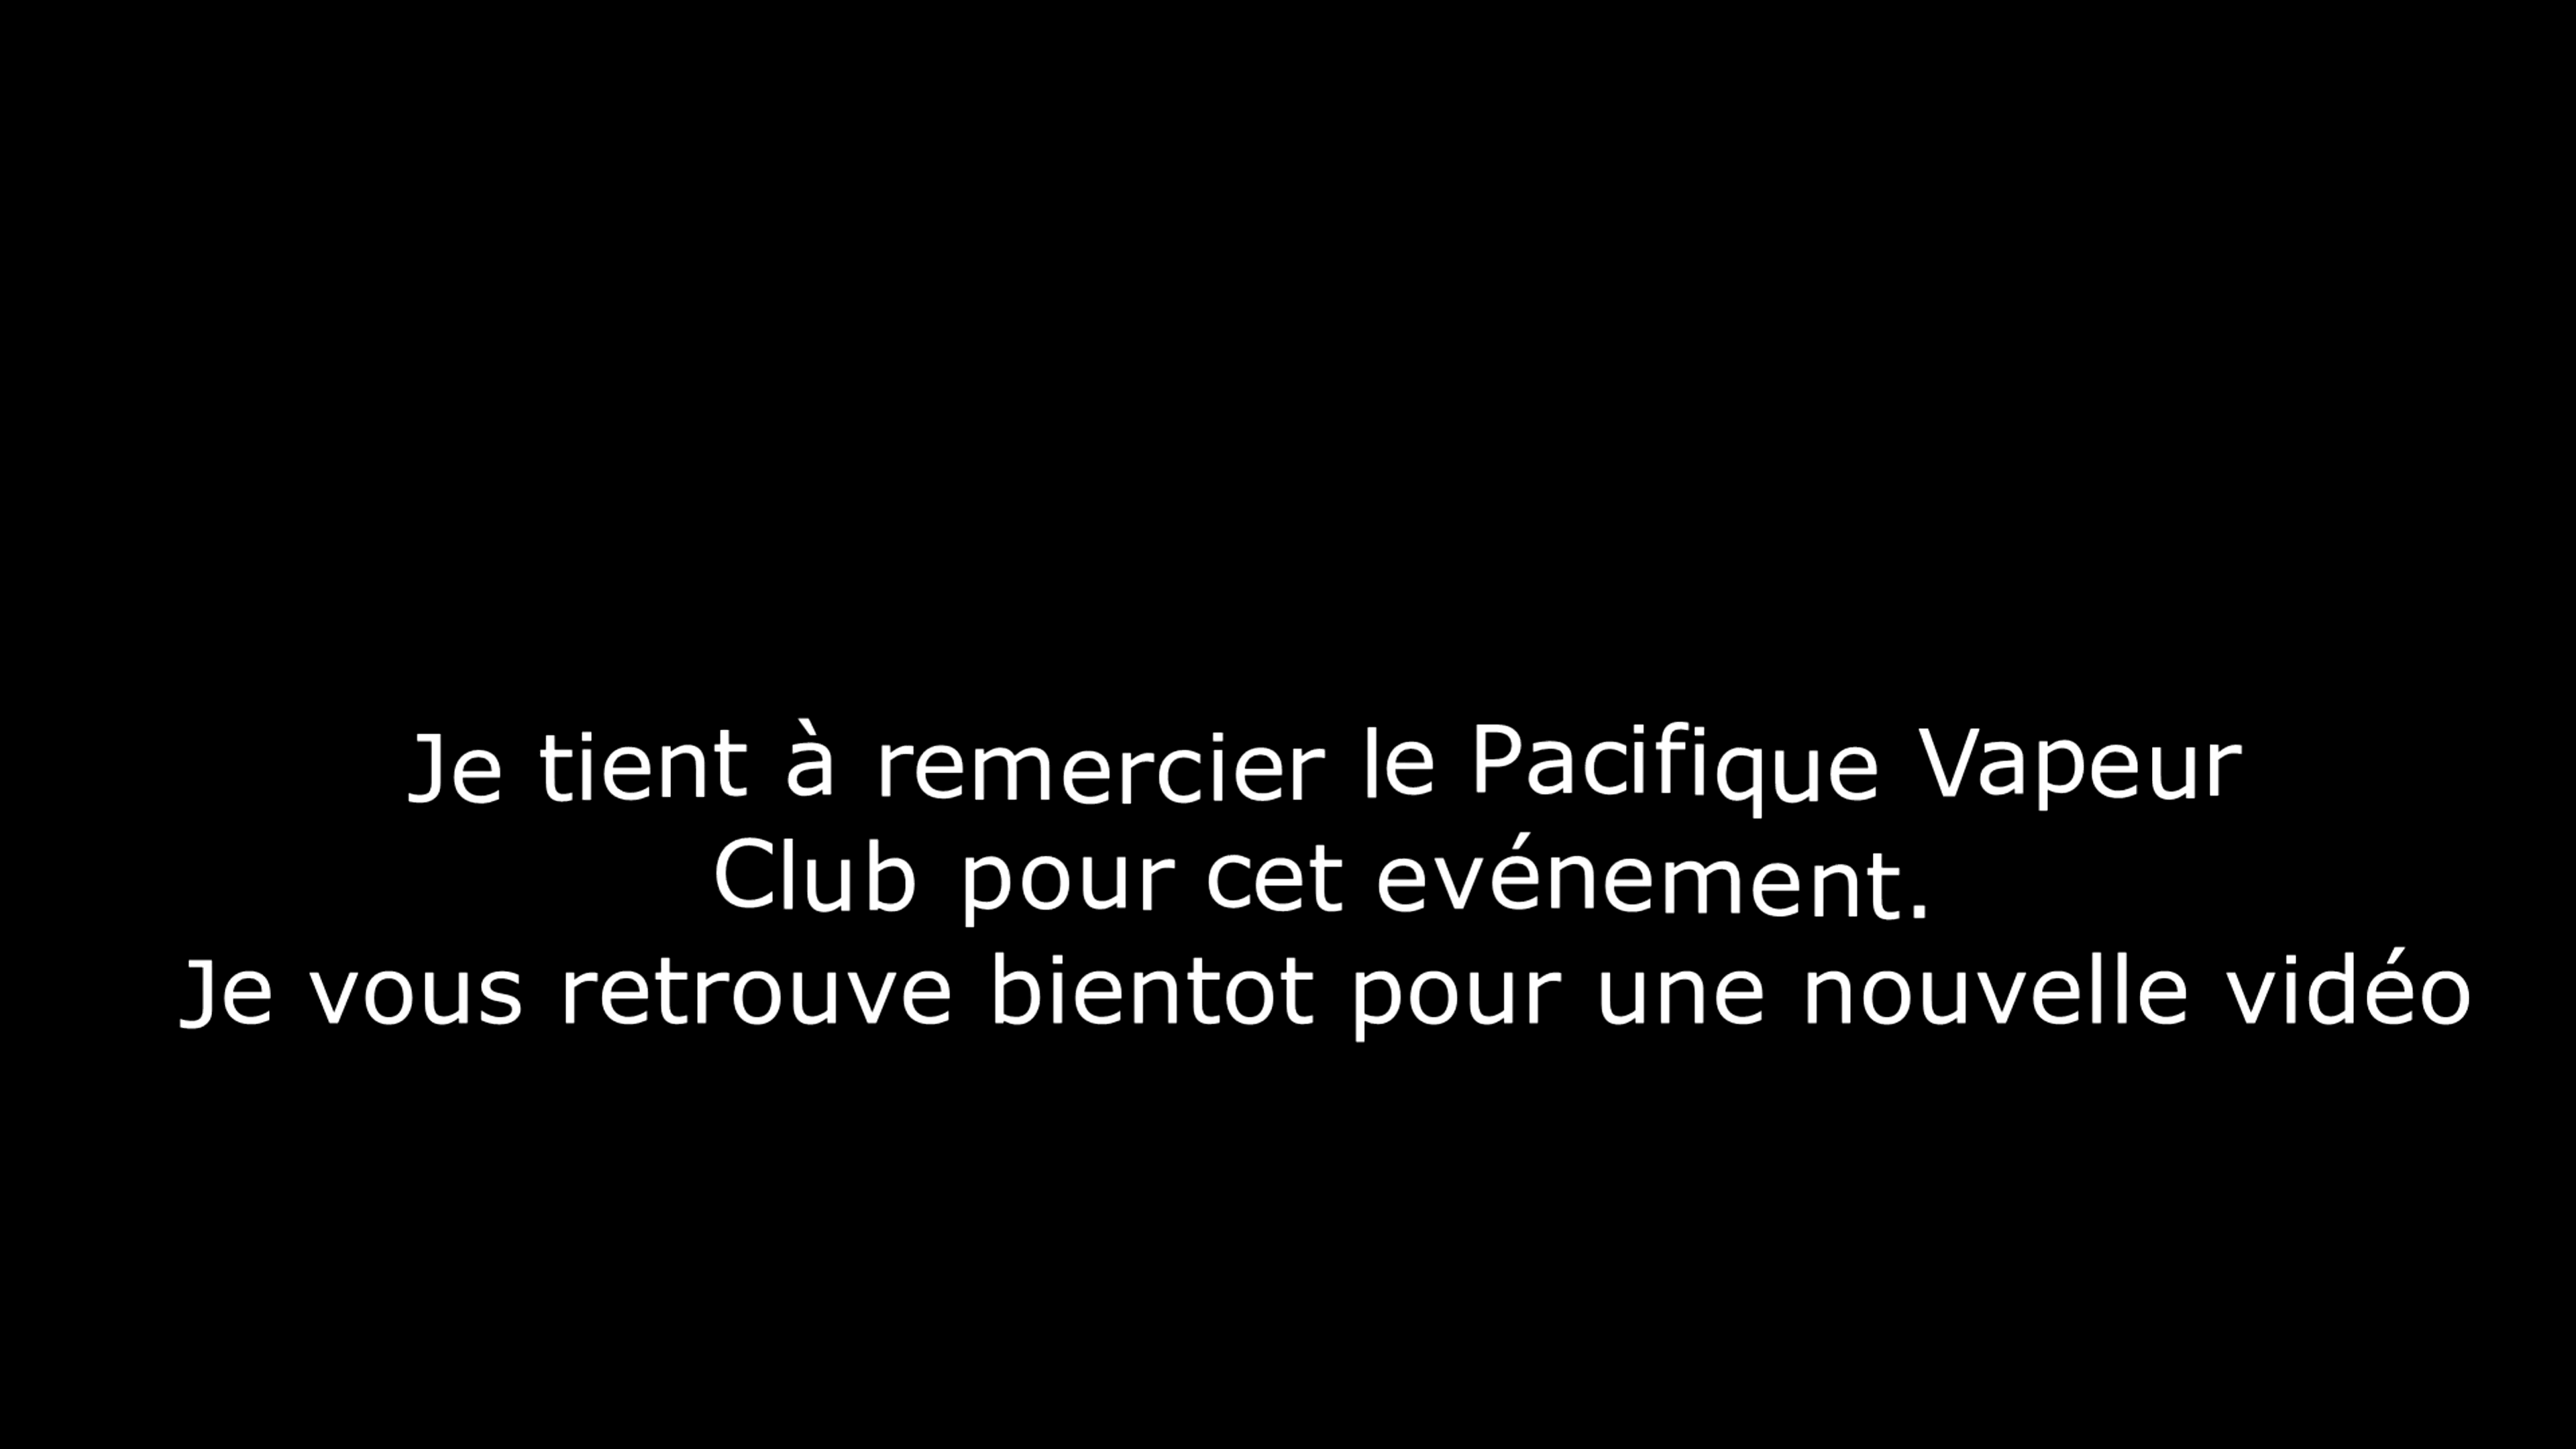 Je tient à remercier le Pacifique Vapeur
Club pour cet evénement.
Je vous retrouve bientot pour une nouvelle vidéo